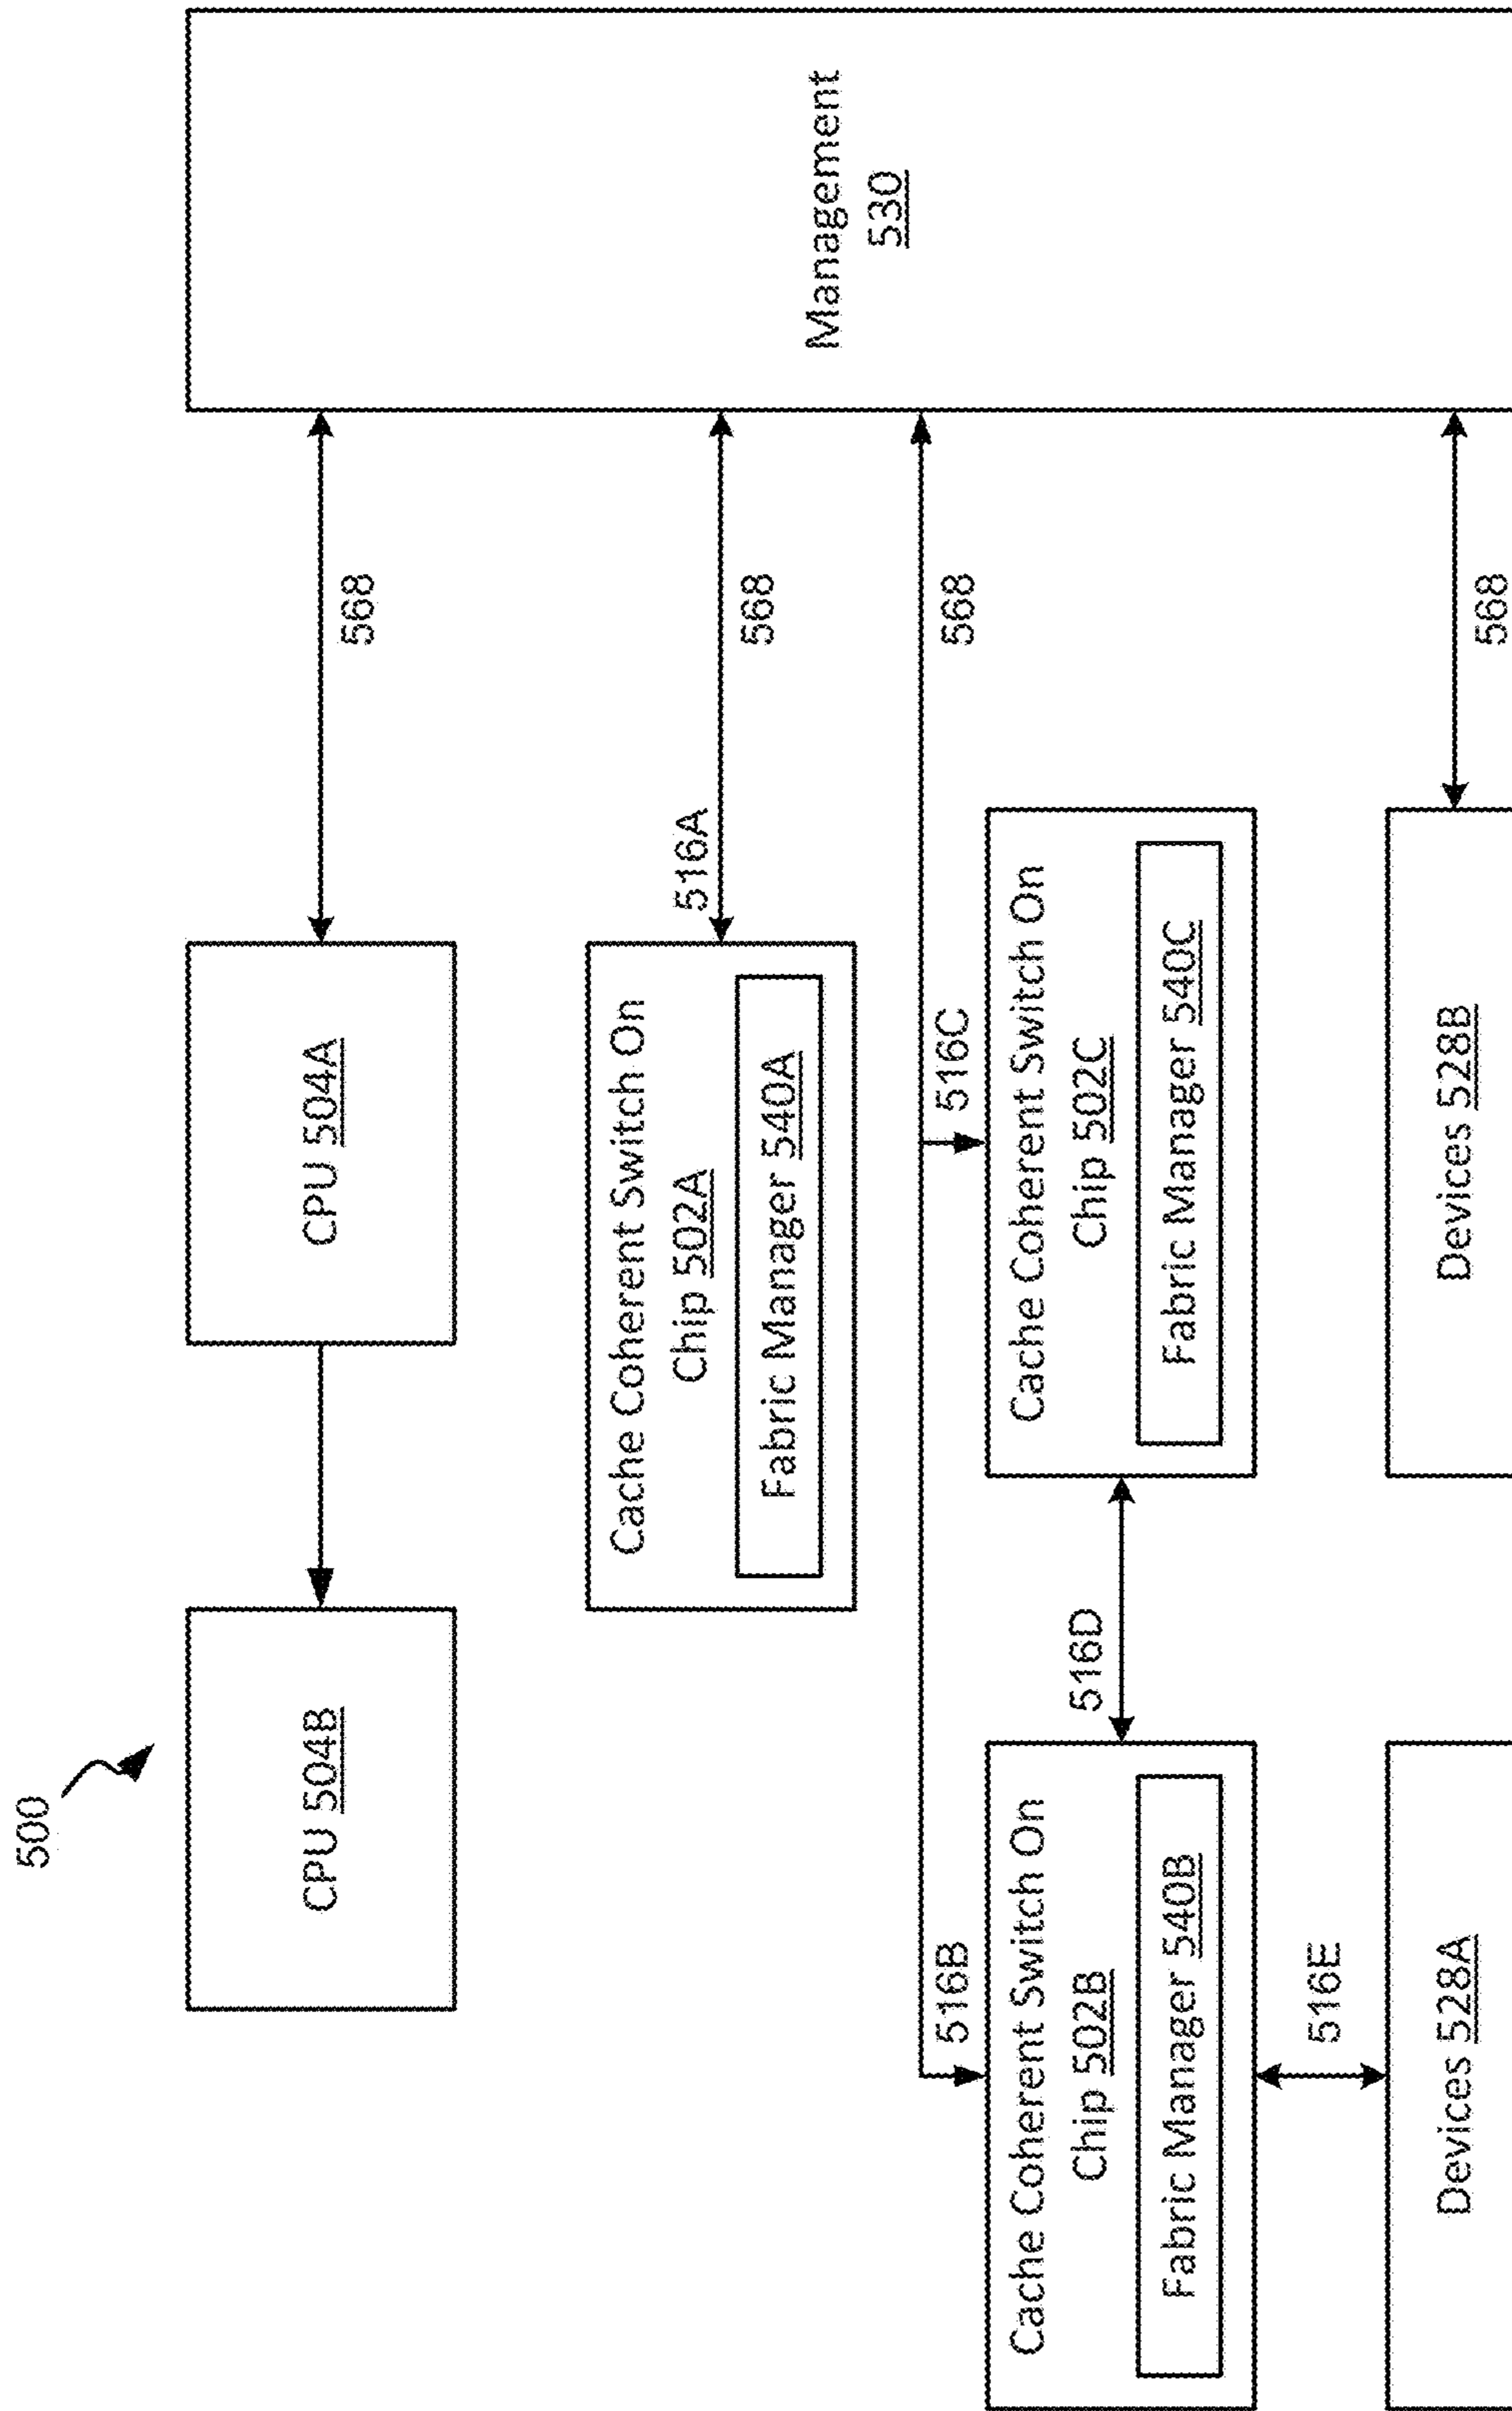 500
CPU 504B
CPU 504A
568
Management
530
Cache Coherent Switch On
Chip 502A
Fabric Manager 540A
516A
568
516B
516C
568
Cache Coherent Switch On
Chip 502B
Fabric Manager 540B
516D
Cache Coherent Switch On
Chip 502C
Fabric Manager 540C
516E
Devices 528A
Devices 528B
568